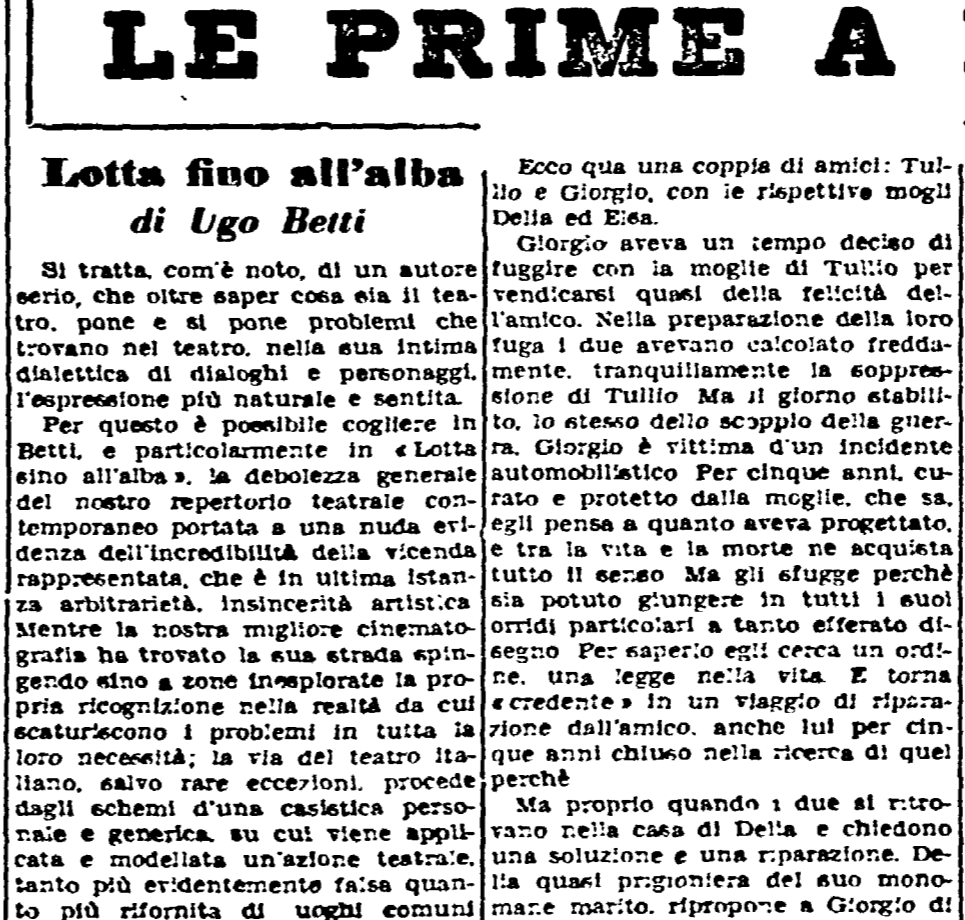 LE PRIME A
Lotta fino all'alba
di Ugo Betti
Si tratta, com'è noto, di un autore
serio, che oltre saper cosa sia il tea-
tro, pone e si pone problemi che
trovano nel teatro, nella sua intima
dialettica di dialoghi e personaggi,
l'espressione più naturale e sentita.
Per questo è possibile cogliere in
Betti, e particolarmente in « Lotta
sino all'alba », la debolezza generale
del nostro repertorio teatrale con-
temporaneo portata a una nuda evi-
denza dell'incredibilità della vicenda
rappresentata, che è in ultima istan-
za arbitrarietà, insincerità artistica
Mentre la nostra migliore cinemato-
grafia ha trovato la sua strada spin-
gendo sino a zone inesplorate la pro-
pria ricognizione nella realtà da cui
scaturiscono i problemi in tutta la
loro necessità; la via del teatro ita-
liano, salvo rare eccezioni, procede
dagli schemi d'una casistica perso-
nale e generica su cui viene appli-
cata e modellata un'azione teatrale,
tanto più evidentemente falsa quan-
to più rifornita di uoghi comuni
Ecco qua una coppia di amici: Tul-
lio e Giorgio, con le rispettive mogli
Delia ed Elsa.
Giorgio aveva un tempo deciso di
fuggire con la moglie di Tullio per
vendicarsi quasi della felicità del-
l'amico. Nella preparazione della loro
fuga i due avevano calcolato fredda-
mente, tranquillamente la soppres-
sione di Tullio Ma il giorno stabili-
to, lo stesso dello scoppio della guer-
ra, Giorgio è vittima d'un incidente
automobilistico Per cinque anni, cu-
rato e protetto dalla moglie, che sa,
egli pensa a quanto aveva progettato,
e tra la vita e la morte ne acquista
tutto il senso Ma gli sfugge perchè
sia potuto giungere in tutti i suoi
orridi particolari a tanto efferato di-
segno Per saperlo egli cerca un ordi-
ne, una legge nella vita E torna
« credente » in un viaggio di ripara-
zione dall'amico, anche lui per cin-
que anni chiuso nella ricerca di quel
perchè
Ma proprio quando i due si ritro-
vano nella casa di Delia e chiedono
una soluzione e una riparazione, De-
lia quasi prigioniera del suo mono-
mane marito, ripropone a Giorgio di